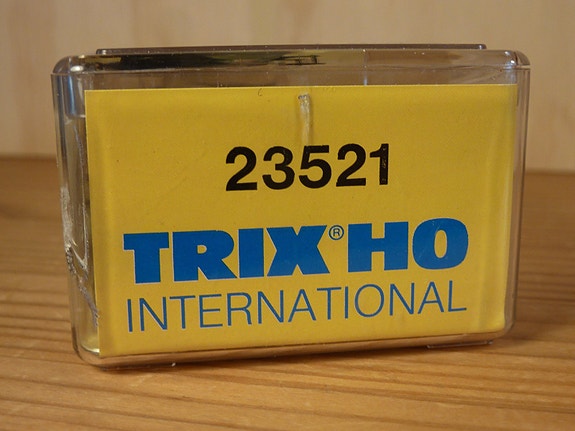 23521
TRIX® HO
INTERNATIONAL